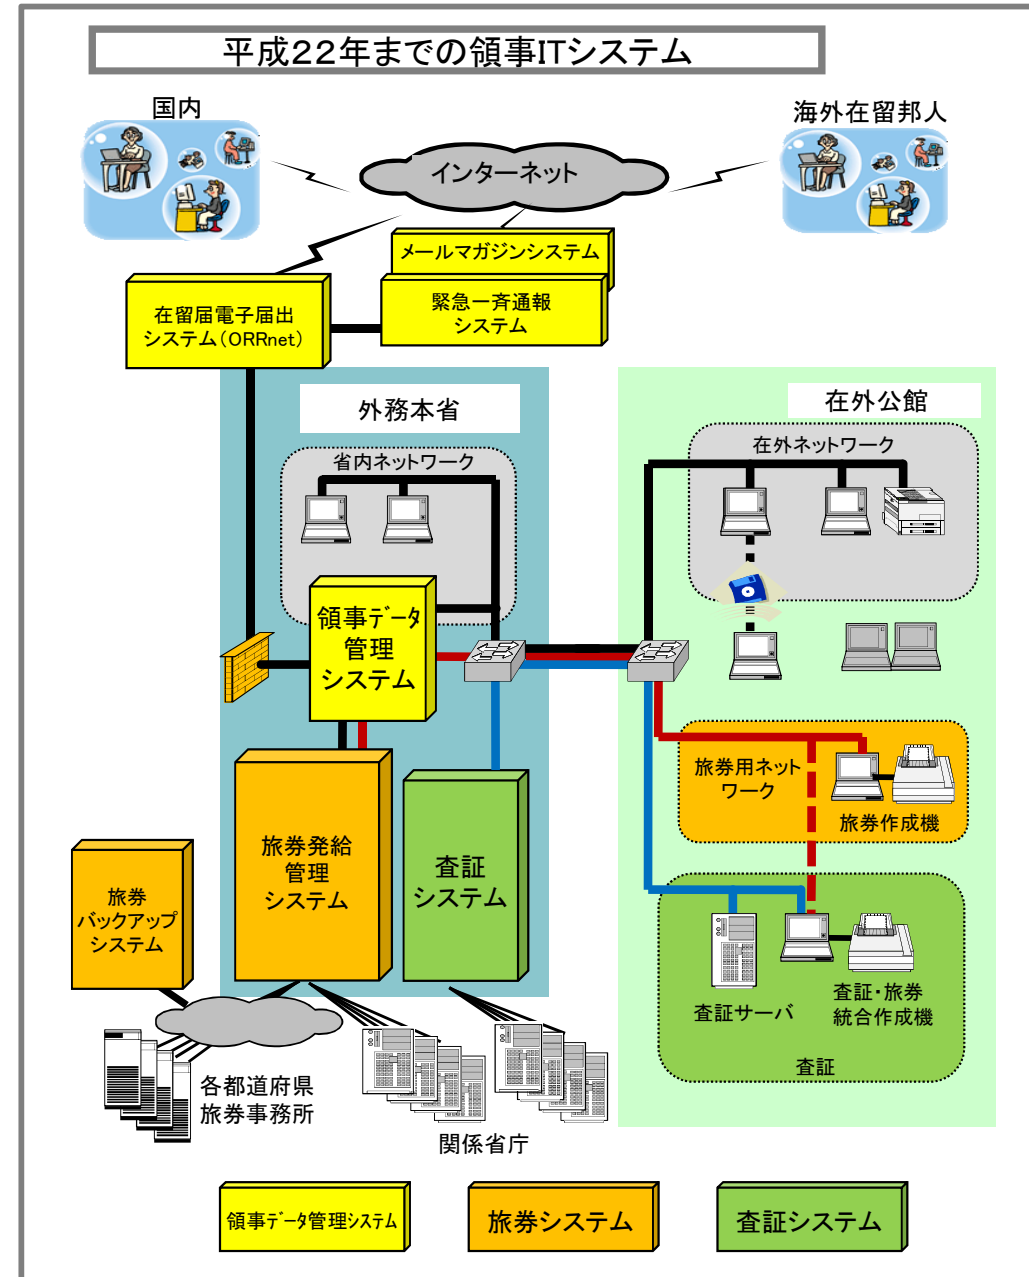 平成22年までの領事ITシステム
国内
海外在留邦人
インターネット
メールマガジンシステム
緊急一斉通報
システム
在留届電子届出
システム(ORRnet)
外務本省
在外公館
省内ネットワーク
在外ネットワーク
領事データ
管理
システム
旅券用ネット
ワーク
旅券作成機
旅券発給
管理
システム
査証
システム
旅券
バックアップ
システム
査証サーバ
査証・旅券
統合作成機
査証
各都道府県
旅券事務所
関係省庁
領事データ管理システム
旅券システム
査証システム